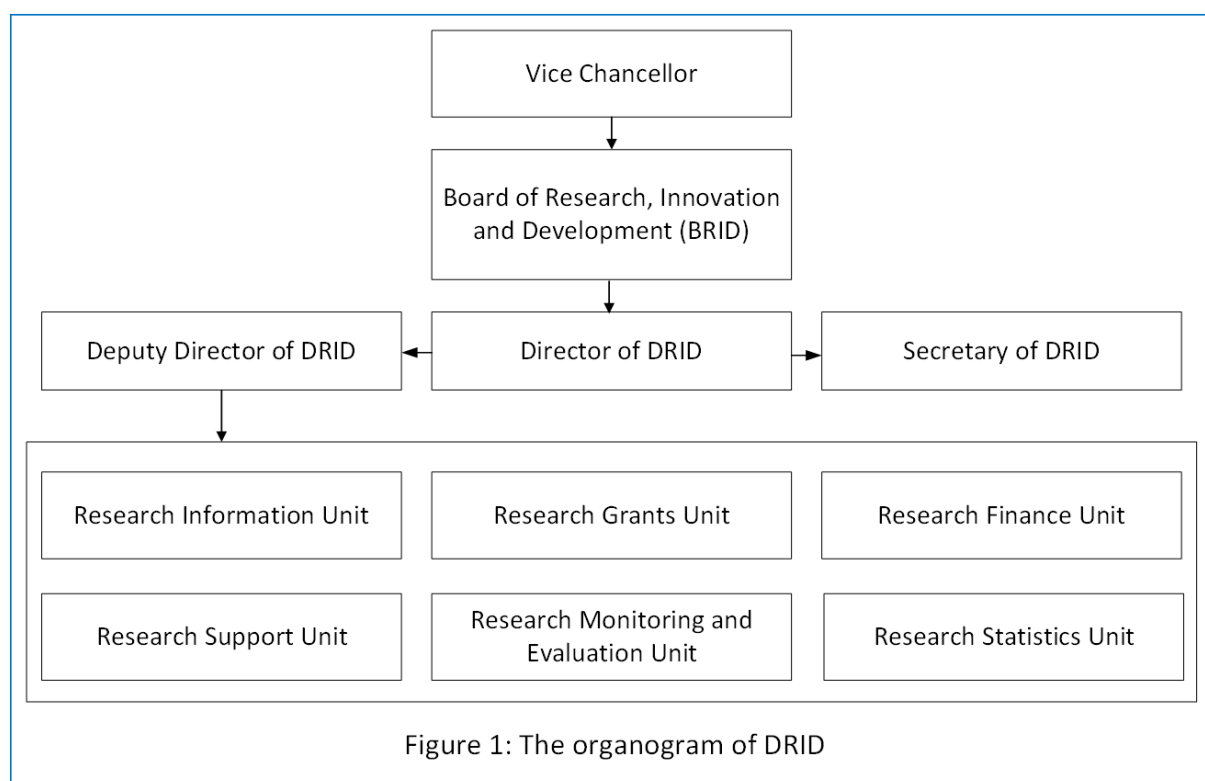 Vice Chancellor
Board of Research, Innovation
and Development (BRID)
Deputy Director of DRID
Director of DRID
Secretary of DRID
Research Information Unit
Research Grants Unit
Research Finance Unit
Research Support Unit
Research Monitoring and
Evaluation Unit
Research Statistics Unit
Figure 1: The organogram of DRID